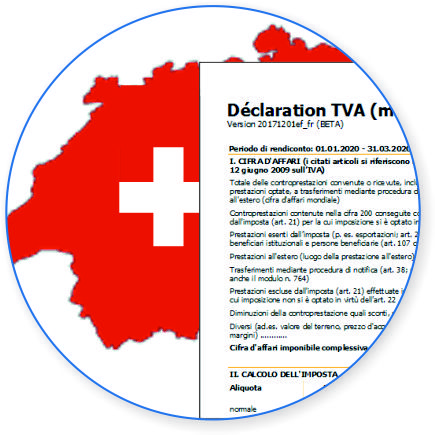 Déclaration TVA (m
Version 20171201ef_fr (BETA)
Periodo di rendiconto: 01.01.2020 - 31.03.2020
I. CIFRA D'AFFARI (i citati articoli si riferiscono
12 giugno 2009 sull'IVA)
Totale delle controprestazioni convenute o ricevute, incl
prestazioni optate, a trasferimenti mediante procedura d
all'estero (cifra d'affari mondiale)
Controprestazioni contenute nella cifra 200 conseguite co
dall'imposta (art. 21) per la cui imposizione si è optato in
Prestazioni esenti dall'imposta (p. es. esportazioni; art. 2
beneficiari istituzionali e persone beneficiarie (art. 107 c
Prestazioni all'estero (luogo della prestazione all'estero)
Trasferimenti mediante procedura di notifica (art. 38;
anche il modulo n. 764)
Prestazioni escluse dall'imposta (art. 21) effettuate i
cui imposizione non si è optato in virtù dell'art. 22
Diminuzioni della controprestazione quali sconti,
Diversi (ad.es. valore del terreno, prezzo d'acq
margini) ............
Cifra d'affari imponibile complessiva
II. CALCOLO DELL'IMPOSTA
Aliquota
normale